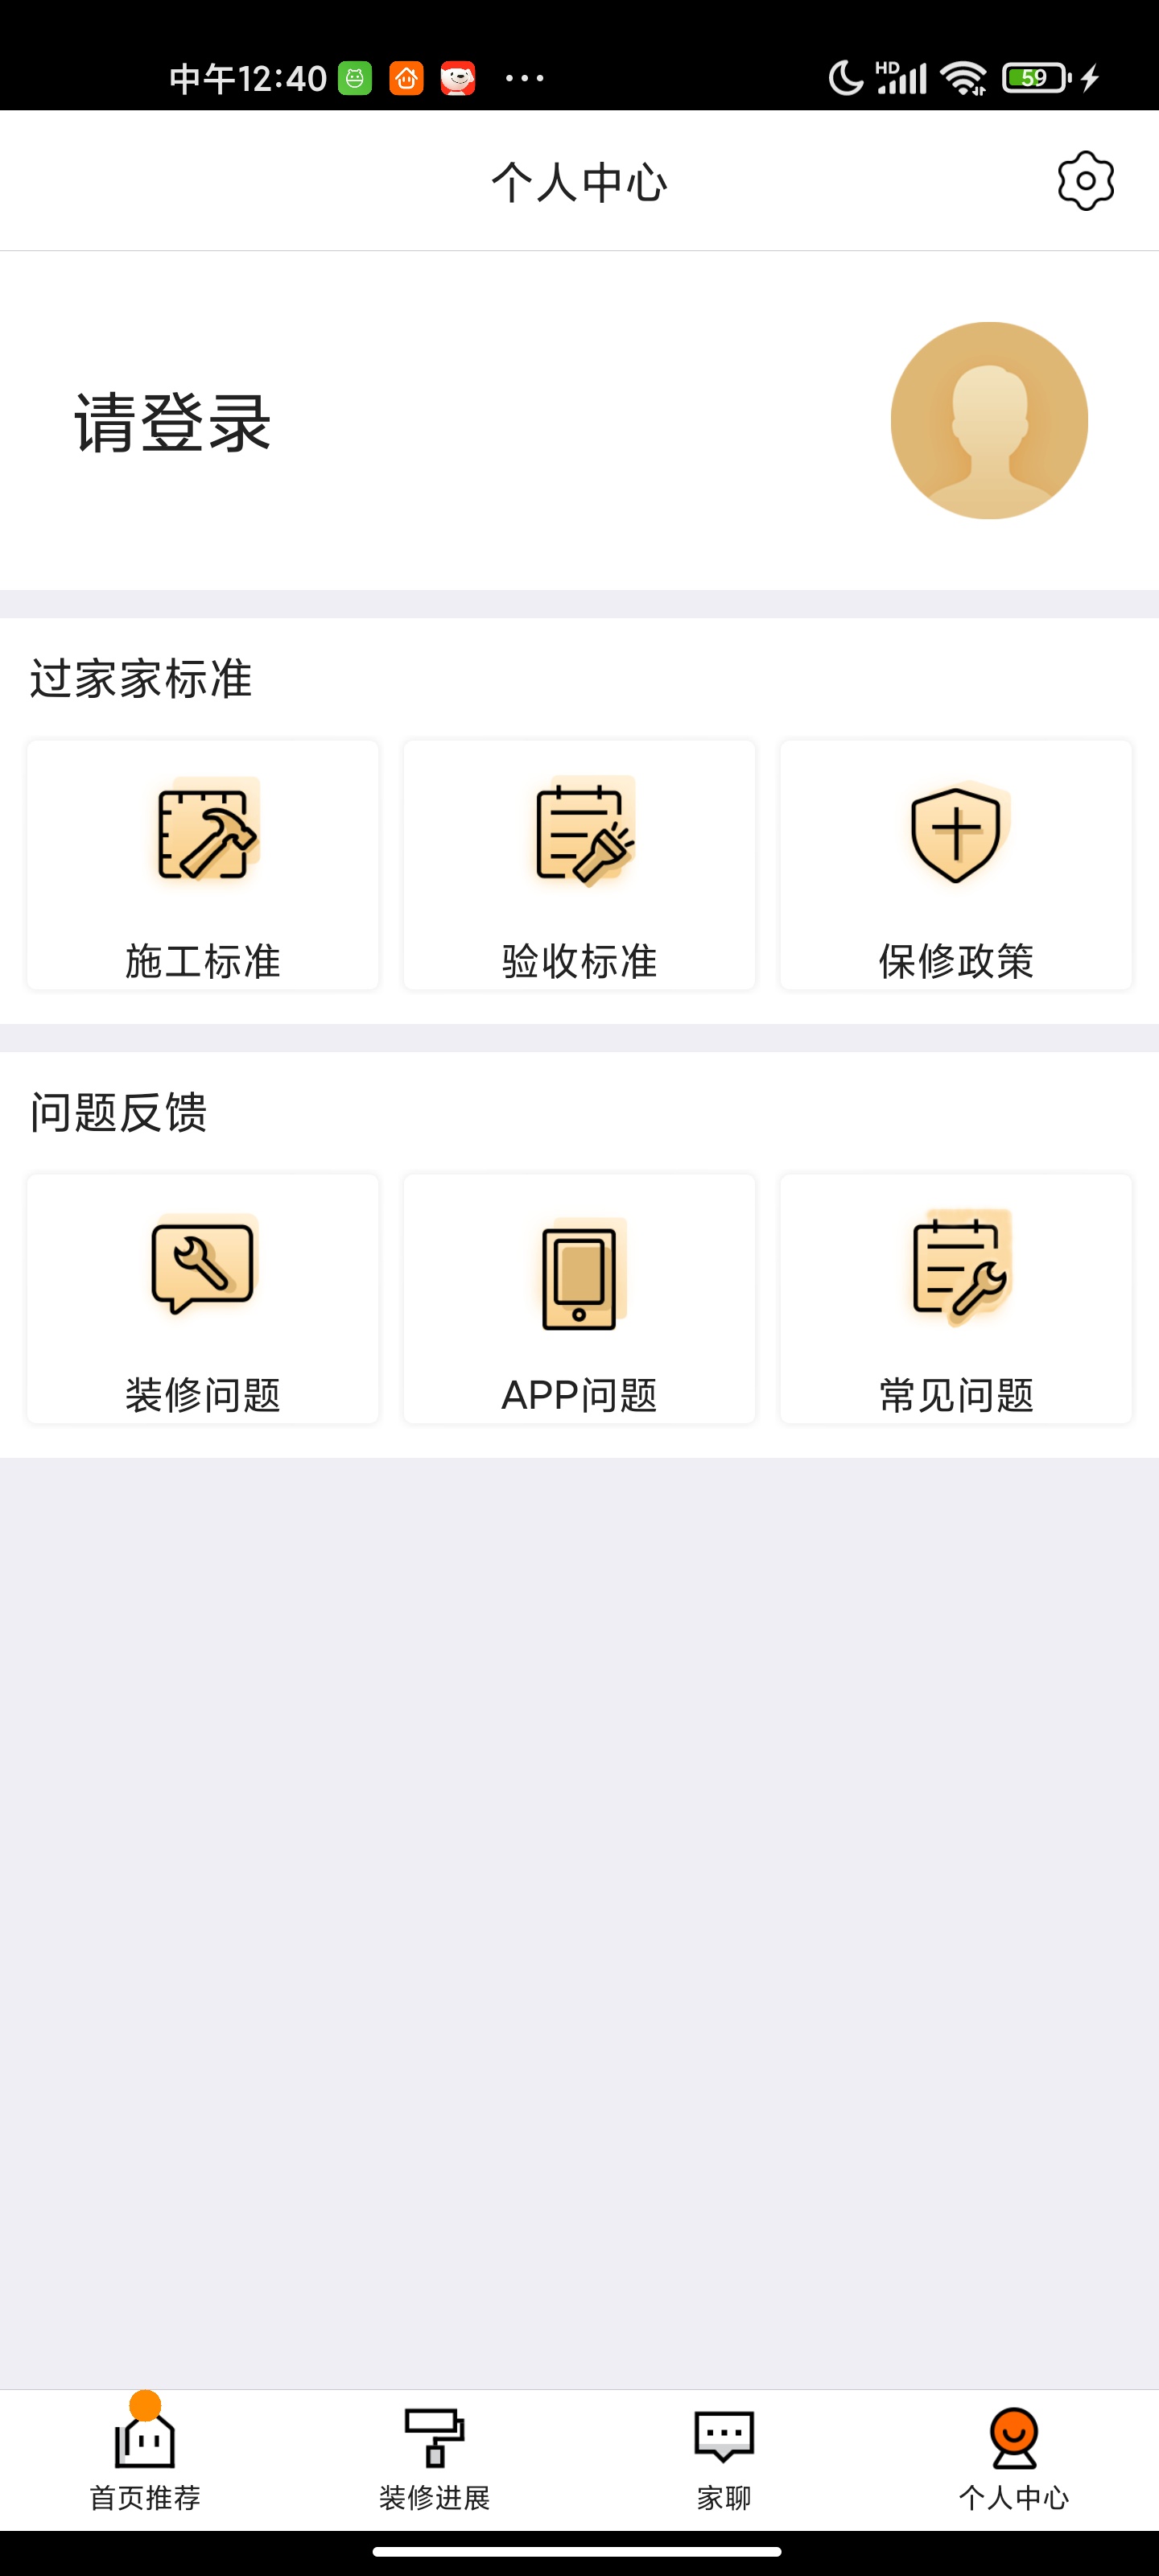 中午12:40 ... HD 59
个人中心
请登录
过家家标准
施工标准 验收标准 保修政策
问题反馈
装修问题 APP问题 常见问题
首页推荐 装修进展 家聊 个人中心